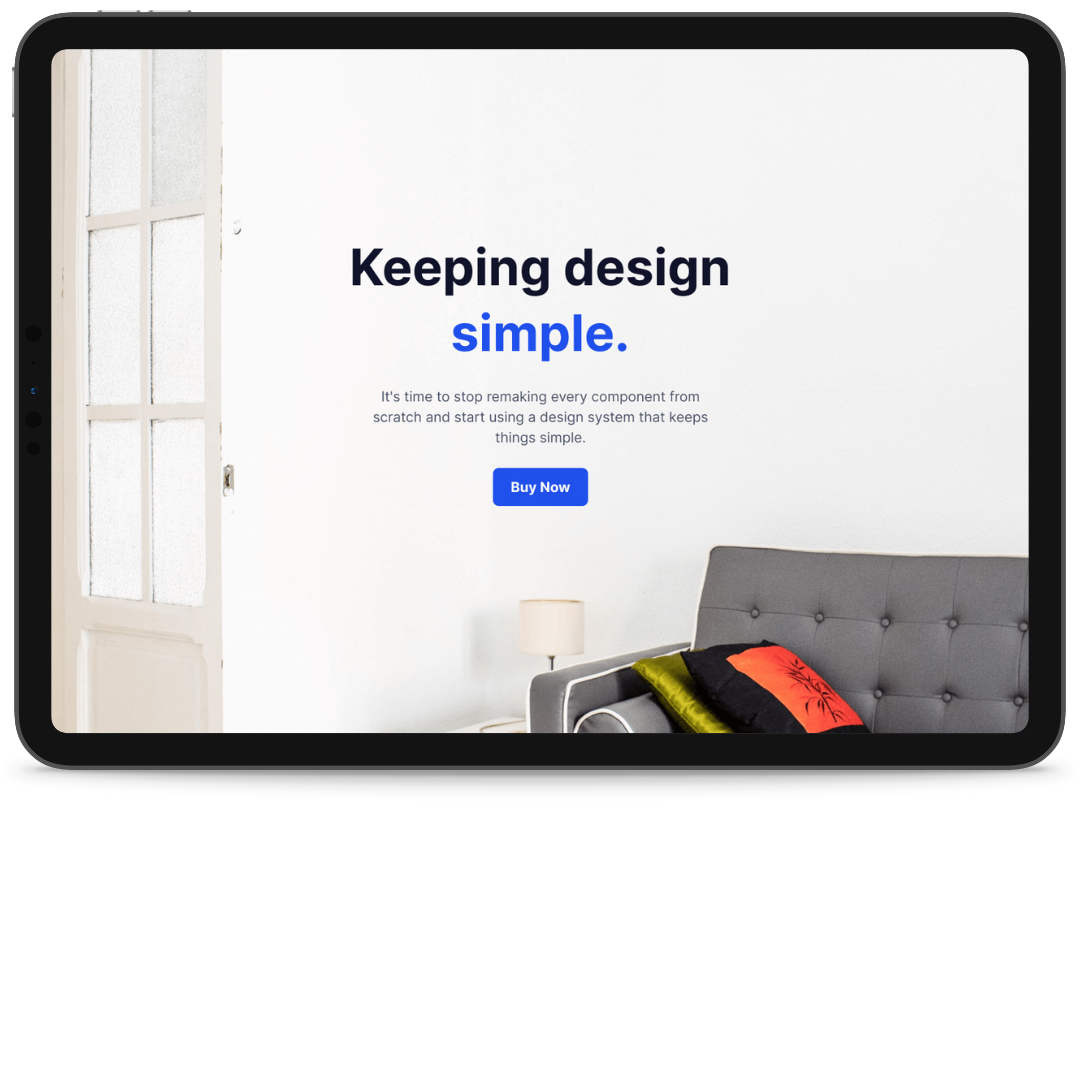 Keeping design
simple.
It's time to stop remaking every component from
scratch and start using a design system that keeps
things simple.
Buy Now